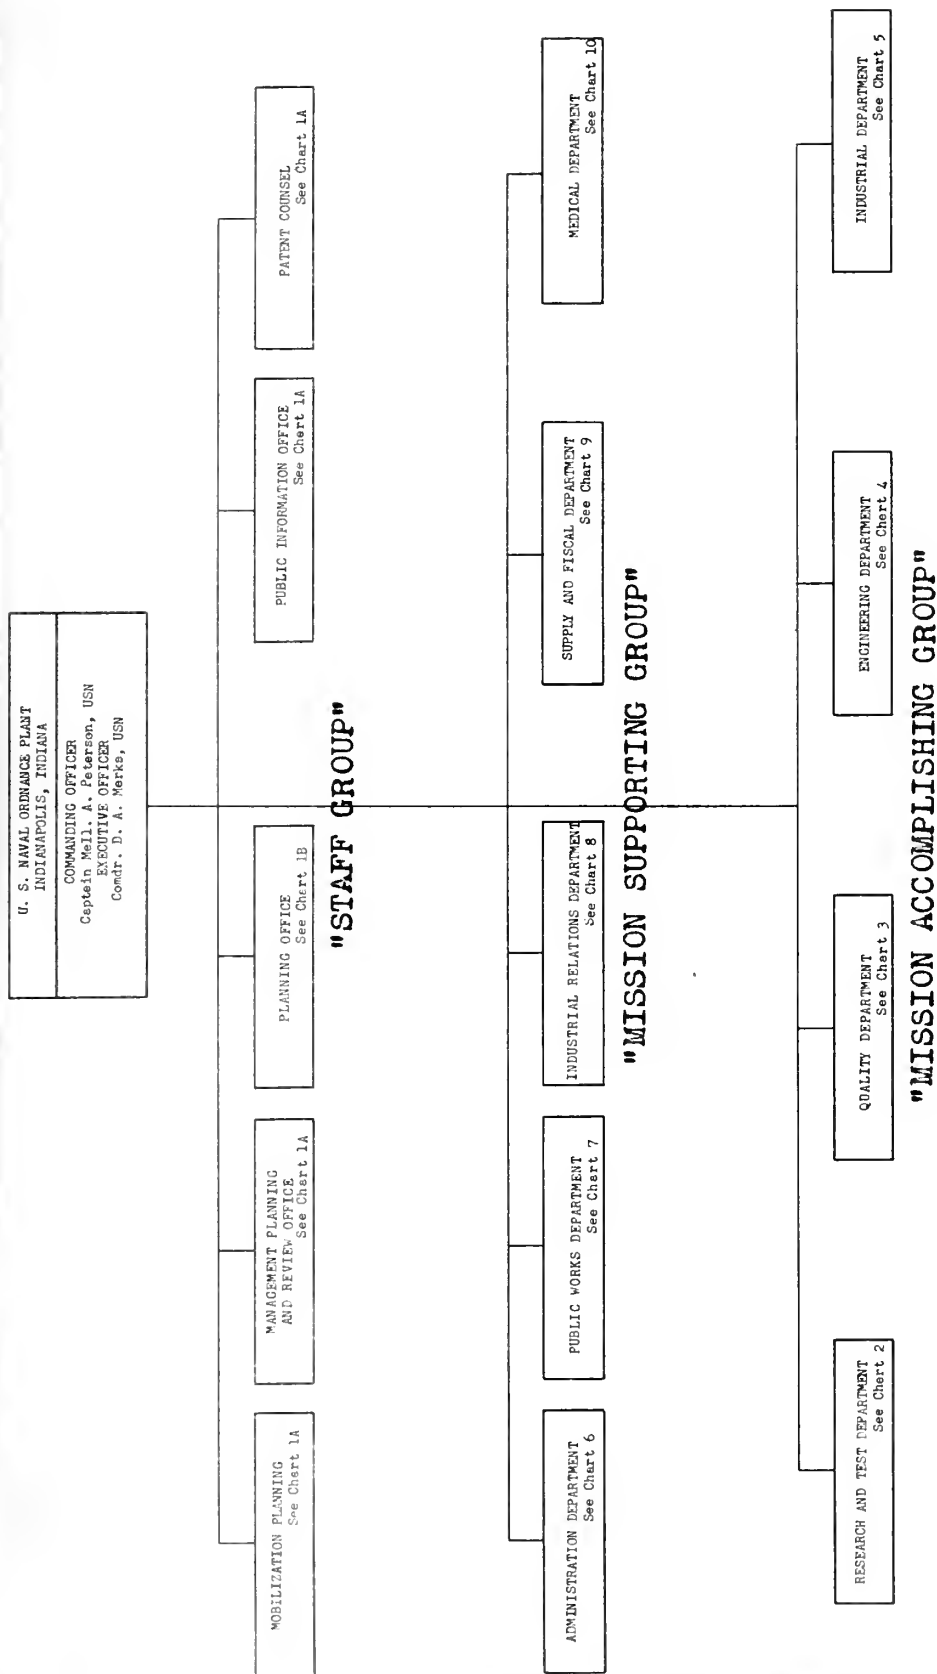 U. S. NAVAL ORDNANCE PLANT
INDIANAPOLIS, INDIANA
COMMANDING OFFICER
Captain Mell. A. Peterson, USN
EXECUTIVE OFFICER
Comdr. D. A. Merks, USN
MOBILIZATION PLANNING
See Chart 1A
MANAGEMENT PLANNING
AND REVIEW OFFICE
See Chart 1A
PLANNING OFFICE
See Chart 1B
PUBLIC INFORMATION OFFICE
See Chart 1A
PATENT COUNSEL
See Chart 1A
"STAFF GROUP"
ADMINISTRATION DEPARTMENT
See Chart 6
PUBLIC WORKS DEPARTMENT
See Chart 7
INDUSTRIAL RELATIONS DEPARTMENT
See Chart 8
SUPPLY AND FISCAL DEPARTMENT
See Chart 9
MEDICAL DEPARTMENT
See Chart 10
"MISSION SUPPORTING GROUP"
RESEARCH AND TEST DEPARTMENT
See Chart 2
QUALITY DEPARTMENT
See Chart 3
ENGINEERING DEPARTMENT
See Chart 4
INDUSTRIAL DEPARTMENT
See Chart 5
"MISSION ACCOMPLISHING GROUP"